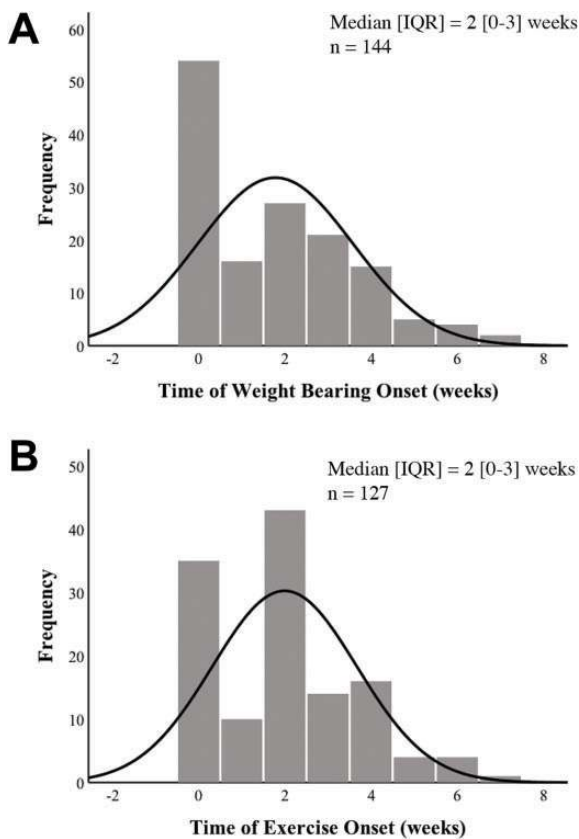 A
Median [IQR] = 2 [0-3] weeks
n = 144
60
50
40
30
20
10
0
Frequency
-2 0 2 4 6 8
Time of Weight Bearing Onset (weeks)
B
Median [IQR] = 2 [0-3] weeks
n = 127
50
40
30
20
10
0
Frequency
-2 0 2 4 6 8
Time of Exercise Onset (weeks)